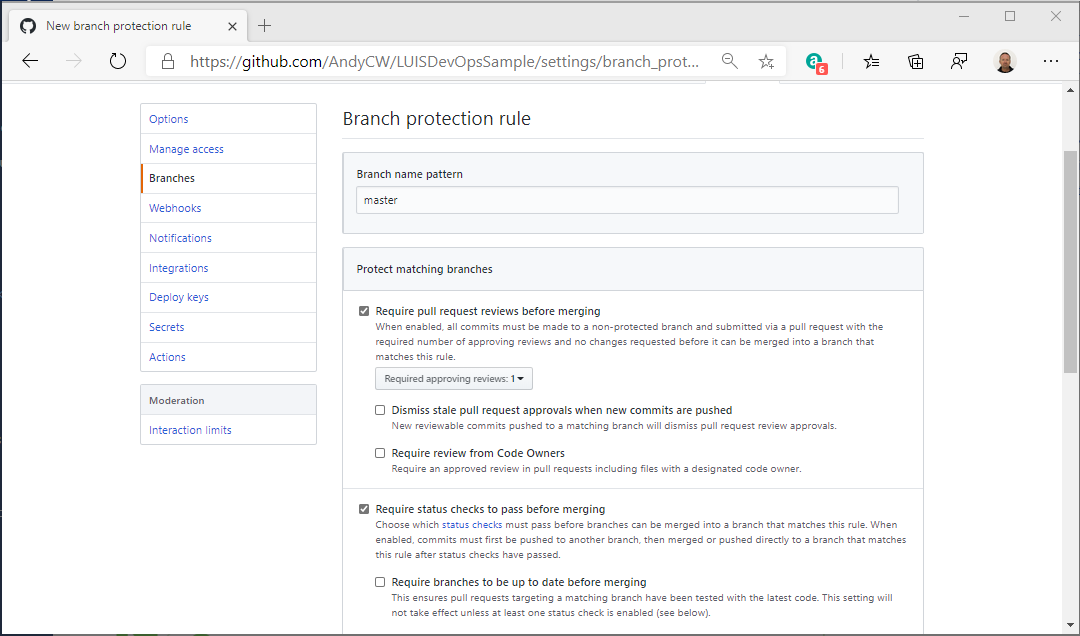 New branch protection rule
https://github.com/AndyCW/LUISDevOpsSample/settings/branch_prot...
a
6
Options
Manage access
Branches
Webhooks
Notifications
Integrations
Deploy keys
Secrets
Actions
Moderation
Interaction limits
Branch protection rule
Branch name pattern
master
Protect matching branches
Require pull request reviews before merging
When enabled, all commits must be made to a non-protected branch and submitted via a pull request with the
required number of approving reviews and no changes requested before it can be merged into a branch that
matches this rule.
Required approving reviews: 1
Dismiss stale pull request approvals when new commits are pushed
New reviewable commits pushed to a matching branch will dismiss pull request review approvals.
Require review from Code Owners
Require an approved review in pull requests including files with a designated code owner.
Require status checks to pass before merging
Choose which status checks must pass before branches can be merged into a branch that matches this rule. When
enabled, commits must first be pushed to another branch, then merged or pushed directly to a branch that matches
this rule after status checks have passed.
Require branches to be up to date before merging
This ensures pull requests targeting a matching branch have been tested with the latest code. This setting will
not take effect unless at least one status check is enabled (see below).